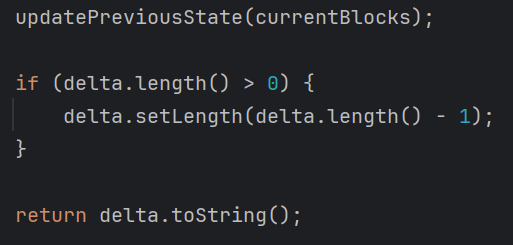 updatePreviousState(currentBlocks);
if (delta.length() > 0) {
    delta.setLength(delta.length() - 1);
}
return delta.toString();